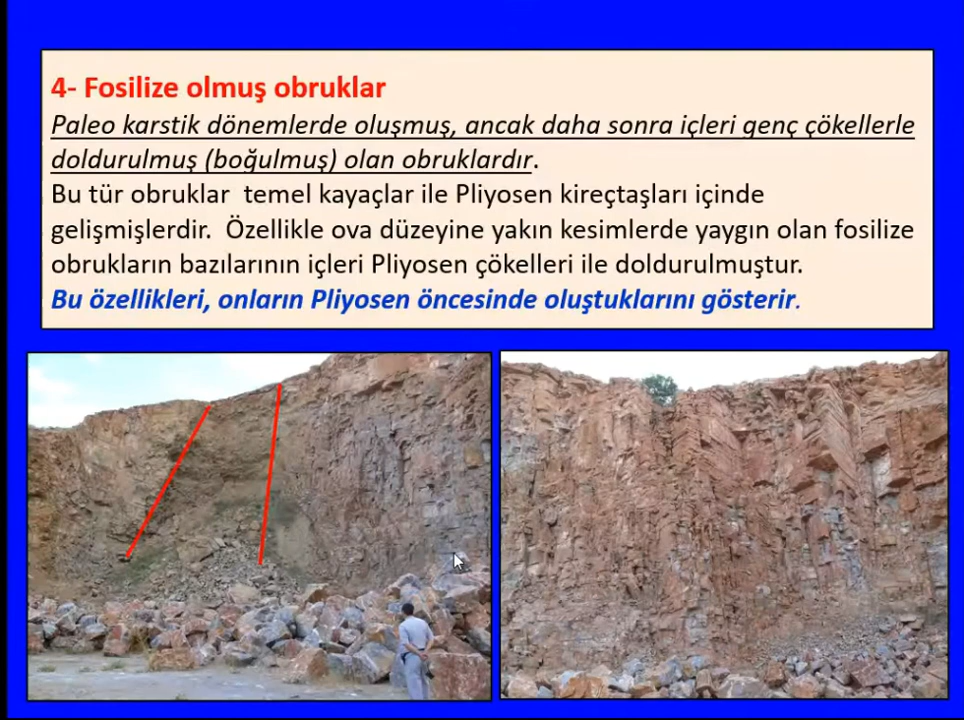 4- Fosilize olmuş obruklar
Paleo karstik dönemlerde oluşmuş, ancak daha sonra içleri genç çökellerle
doldurulmuş (boğulmuş) olan obruklardır.
Bu tür obruklar temel kayaçlar ile Pliyosen kireçtaşları içinde
gelişmişlerdir. Özellikle ova düzeyine yakın kesimlerde yaygın olan fosilize
obrukların bazılarının içleri Pliyosen çökelleri ile doldurulmuştur.
Bu özellikleri, onların Pliyosen öncesinde oluştuklarını gösterir.